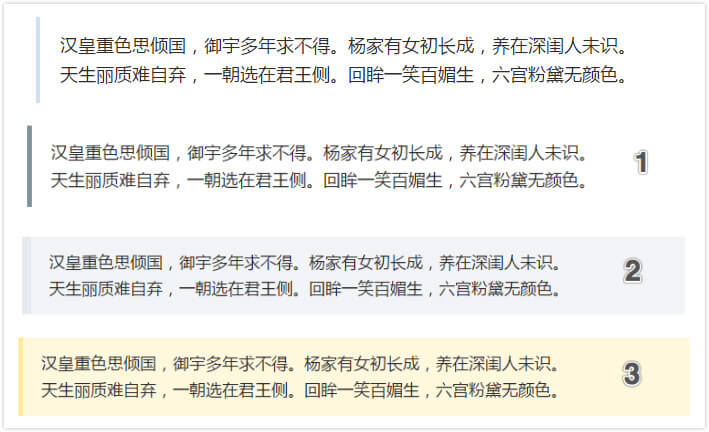 汉皇重色思倾国，御宇多年求不得。杨家有女初长成，养在深闺人未识。
天生丽质难自弃，一朝选在君王侧。回眸一笑百媚生，六宫粉黛无颜色。
汉皇重色思倾国，御宇多年求不得。杨家有女初长成，养在深闺人未识。
天生丽质难自弃，一朝选在君王侧。回眸一笑百媚生，六宫粉黛无颜色。
1
汉皇重色思倾国，御宇多年求不得。杨家有女初长成，养在深闺人未识。
天生丽质难自弃，一朝选在君王侧。回眸一笑百媚生，六宫粉黛无颜色。
2
汉皇重色思倾国，御宇多年求不得。杨家有女初长成，养在深闺人未识。
天生丽质难自弃，一朝选在君王侧。回眸一笑百媚生，六宫粉黛无颜色。
3